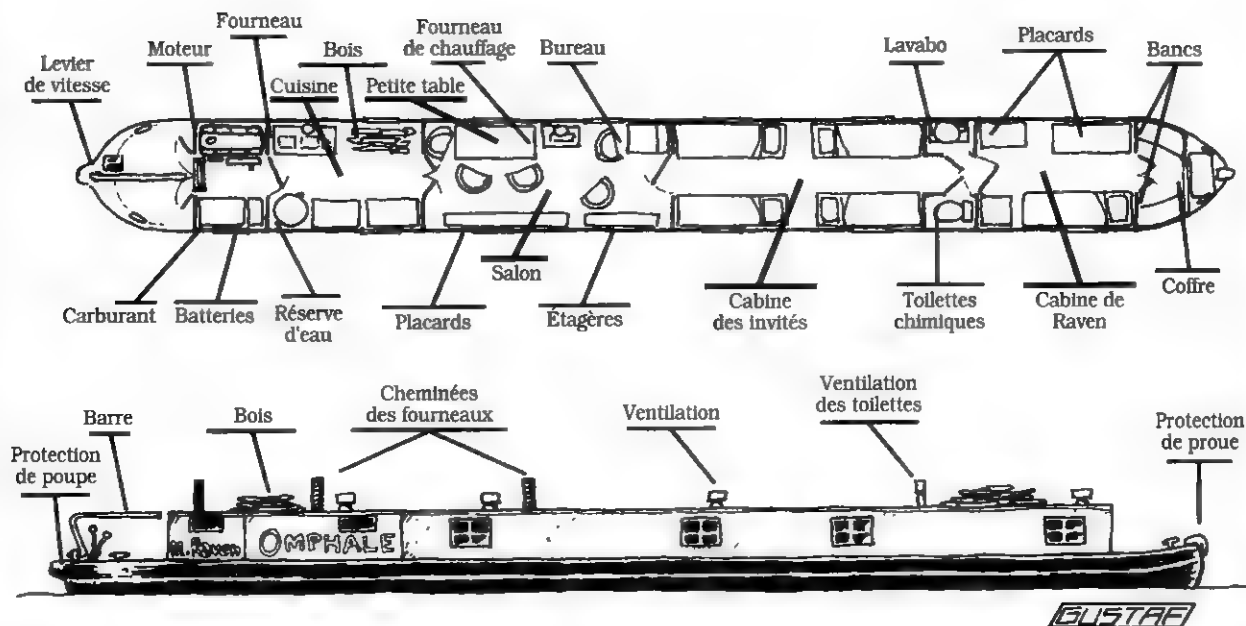 Fourneau
Moteur
Levier
de vitesse
Bois
Cuisine
Fourneau
de chauffage
Petite table
Bureau
Lavabo
Placards
Bancs
Carburant
Batteries
Réserve
d'eau
Placards
Salon
Étagères
Cabine
des invités
Toilettes
chimiques
Cabine de
Raven
Coffre
Protection
de poupe
Barre
Bois
Cheminées
des fourneaux
Ventilation
Ventilation
des toilettes
Protection
de proue
OMPHALE
GUSTAF